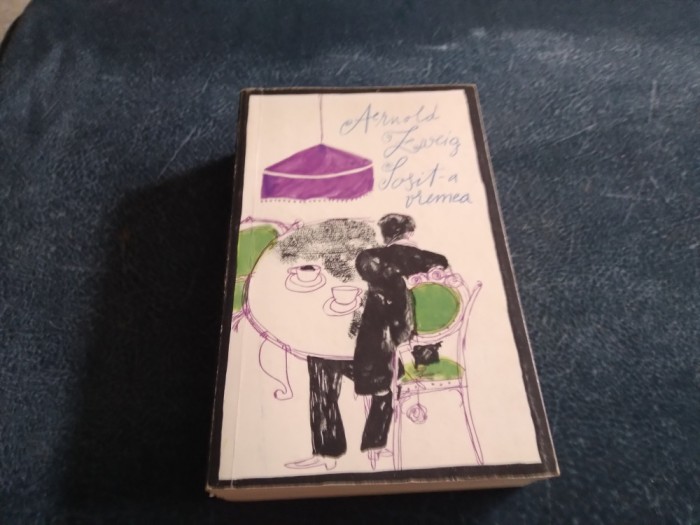 Arnold
Zweig
Sosit-a
vremea